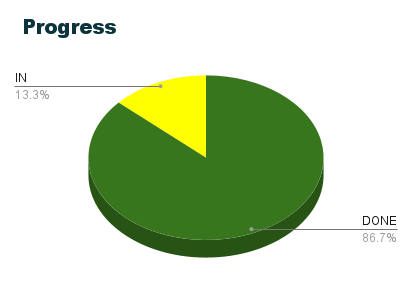 Progress
IN
13.3%
DONE
86.7%